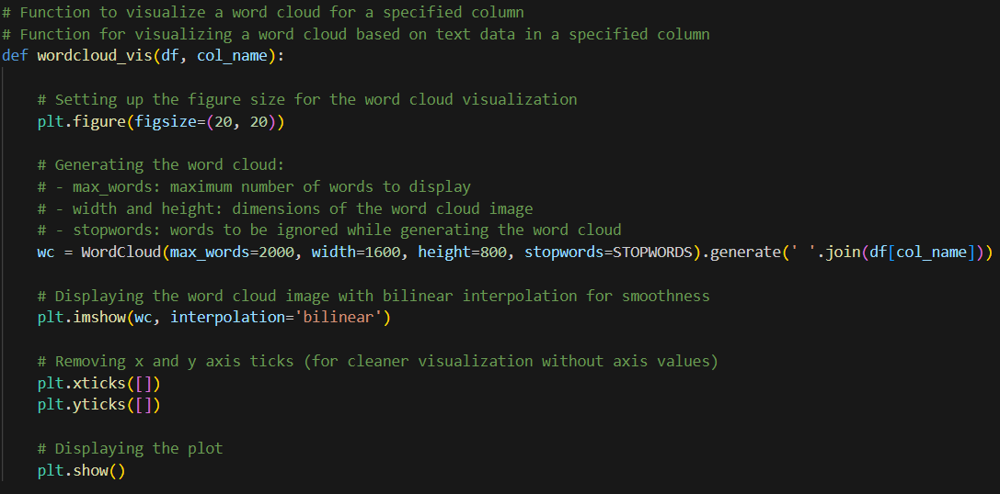 # Function to visualize a word cloud for a specified column
# Function for visualizing a word cloud based on text data in a specified column
def wordcloud_vis(df, col_name):
# Setting up the figure size for the word cloud visualization
plt.figure(figsize=(20, 20))
# Generating the word cloud:
# - max_words: maximum number of words to display
# - width and height: dimensions of the word cloud image
# - stopwords: words to be ignored while generating the word cloud
wc = WordCloud(max_words=2000, width=1600, height=800, stopwords=STOPWORDS).generate(' '.join(df[col_name]))
# Displaying the word cloud image with bilinear interpolation for smoothness
plt.imshow(wc, interpolation='bilinear')
# Removing x and y axis ticks (for cleaner visualization without axis values)
plt.xticks([])
plt.yticks([])
# Displaying the plot
plt.show()